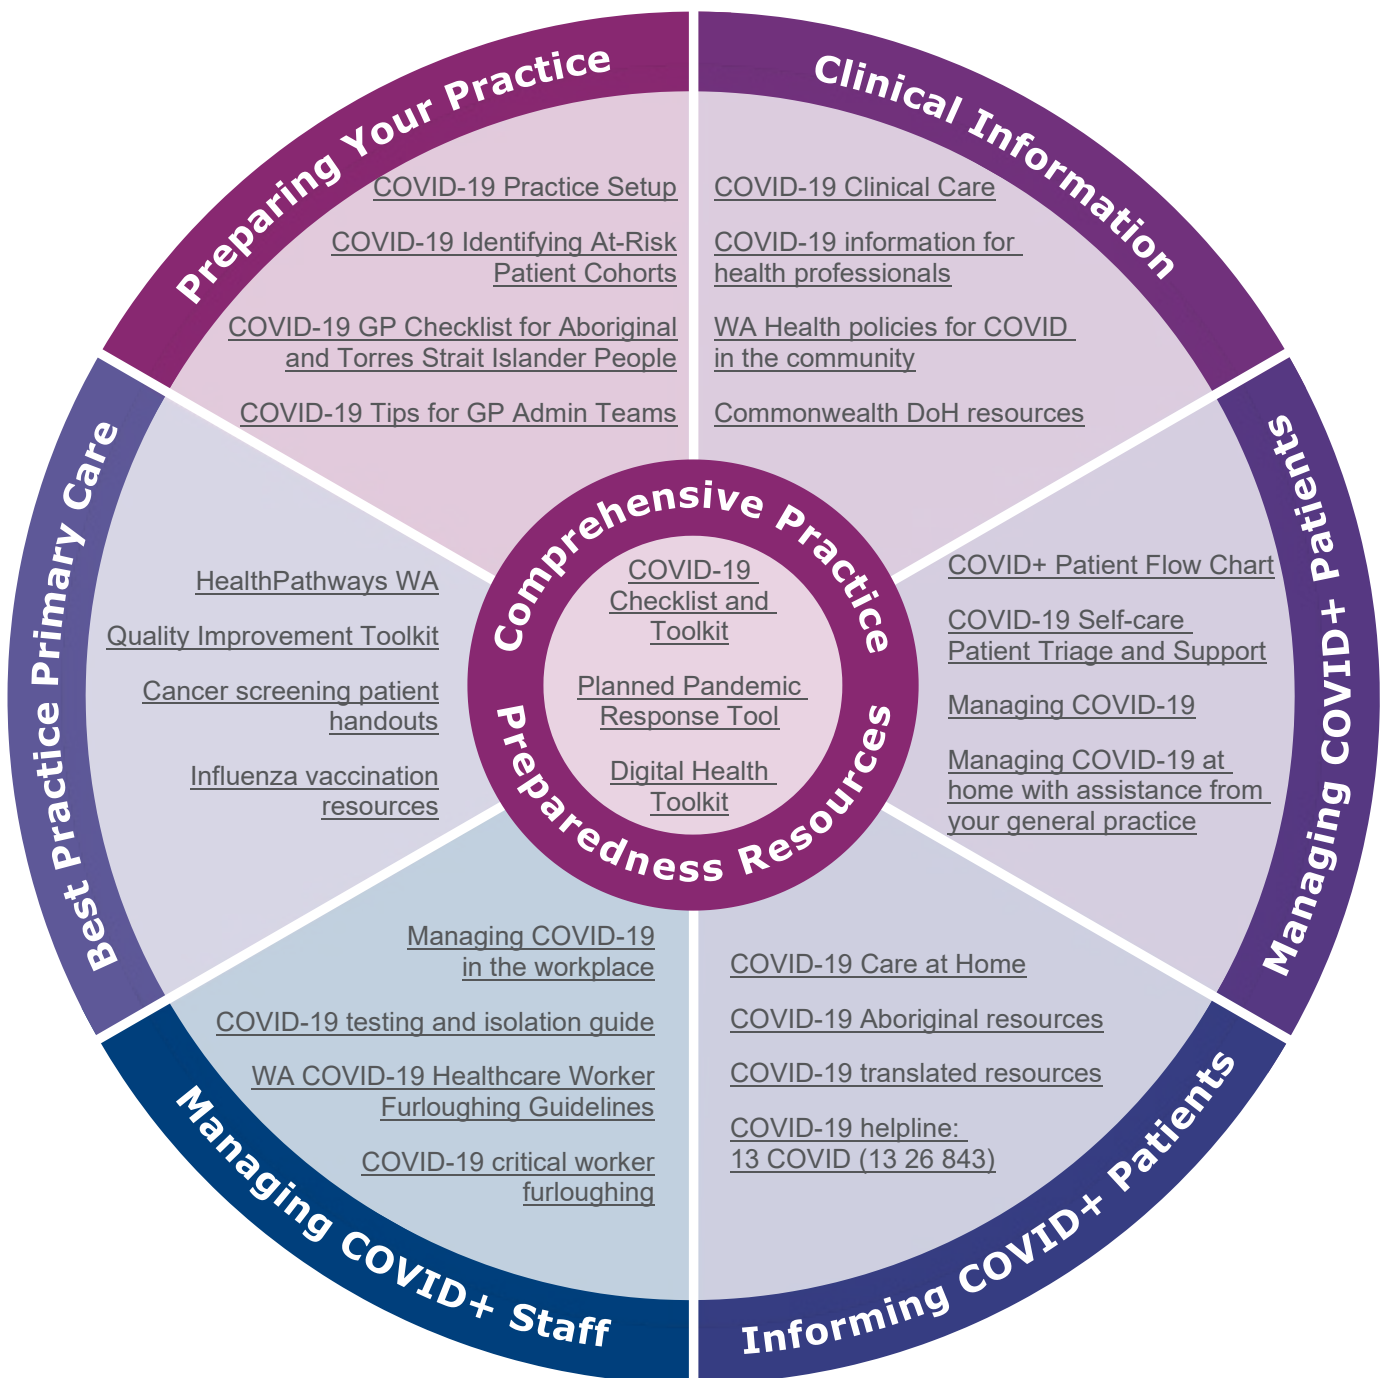 Preparing Your Practice
COVID-19 Practice Setup
COVID-19 Identifying At-Risk
Patient Cohorts
COVID-19 GP Checklist for Aboriginal
and Torres Strait Islander People
COVID-19 Tips for GP Admin Teams
Clinical Information
COVID-19 Clinical Care
COVID-19 information for
health professionals
WA Health policies for COVID
in the community
Commonwealth DoH resources
Managing COVID+ Patients
COVID+ Patient Flow Chart
COVID-19 Self-care
Patient Triage and Support
Managing COVID-19
Managing COVID-19 at
home with assistance from
your general practice
Informing COVID+ Patients
COVID-19 Care at Home
COVID-19 Aboriginal resources
COVID-19 translated resources
COVID-19 helpline:
13 COVID (13 26 843)
Managing COVID+ Staff
Managing COVID-19
in the workplace
COVID-19 testing and isolation guide
WA COVID-19 Healthcare Worker
Furloughing Guidelines
COVID-19 critical worker
furloughing
Best Practice Primary Care
HealthPathways WA
Quality Improvement Toolkit
Cancer screening patient
handouts
Influenza vaccination
resources
Comprehensive Practice
Preparedness Resources
COVID-19
Checklist and
Toolkit
Planned Pandemic
Response Tool
Digital Health
Toolkit